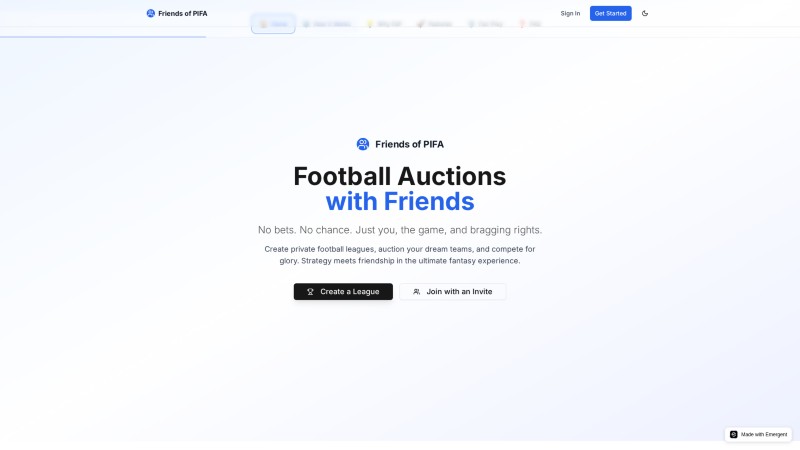 Friends of PIFA
Sign In
Get Started
Friends of PIFA
Football Auctions
with Friends
No bets. No chance. Just you, the game, and bragging rights.
Create private football leagues, auction your dream teams, and compete for
glory. Strategy meets friendship in the ultimate fantasy experience.
Create a League
Join with an Invite
Made with Emergent